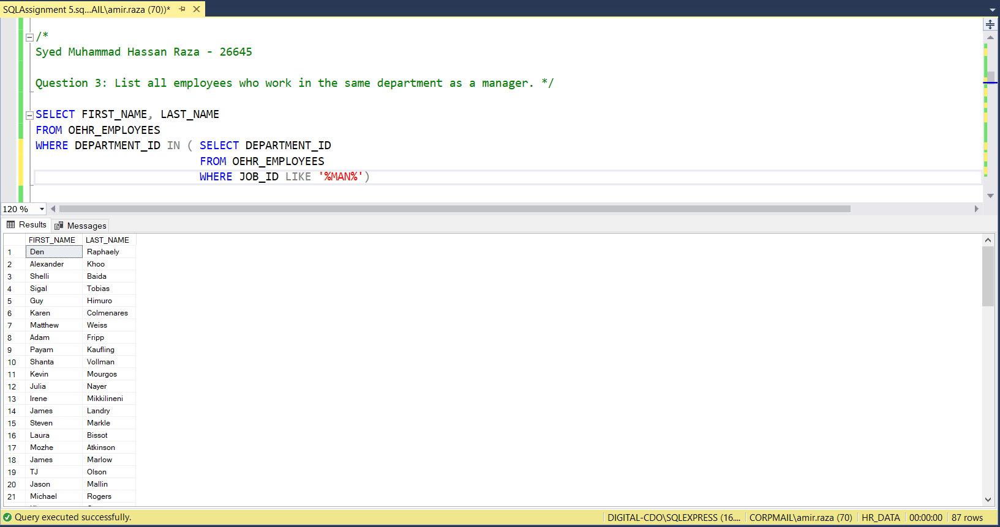 SQLAssignment 5.sq...AIL\amir.raza (70))*
/*
Syed Muhammad Hassan Raza - 26645
Question 3: List all employees who work in the same department as a manager. */
SELECT FIRST_NAME, LAST_NAME
FROM OEHR_EMPLOYEES
WHERE DEPARTMENT_ID IN ( SELECT DEPARTMENT_ID
FROM OEHR_EMPLOYEES
WHERE JOB_ID LIKE '%MAN%')
120 %
Results Messages
FIRST_NAME LAST_NAME
1 Den Raphaely
2 Alexander Khoo
3 Shelli Baida
4 Sigal Tobias
5 Guy Himuro
6 Karen Colmenares
7 Matthew Weiss
8 Adam Fripp
9 Payam Kaufling
10 Shanta Vollman
11 Kevin Mourgos
12 Julia Nayer
13 Irene Mikkilineni
14 James Landry
15 Steven Markle
16 Laura Bissot
17 Mozhe Atkinson
18 James Marlow
19 TJ Olson
20 Jason Mallin
21 Michael Rogers
Query executed successfully. DIGITAL-CDO\SQLEXPRESS (16.... CORPMAIL\amir.raza (70) HR_DATA 00:00:00 87 rows